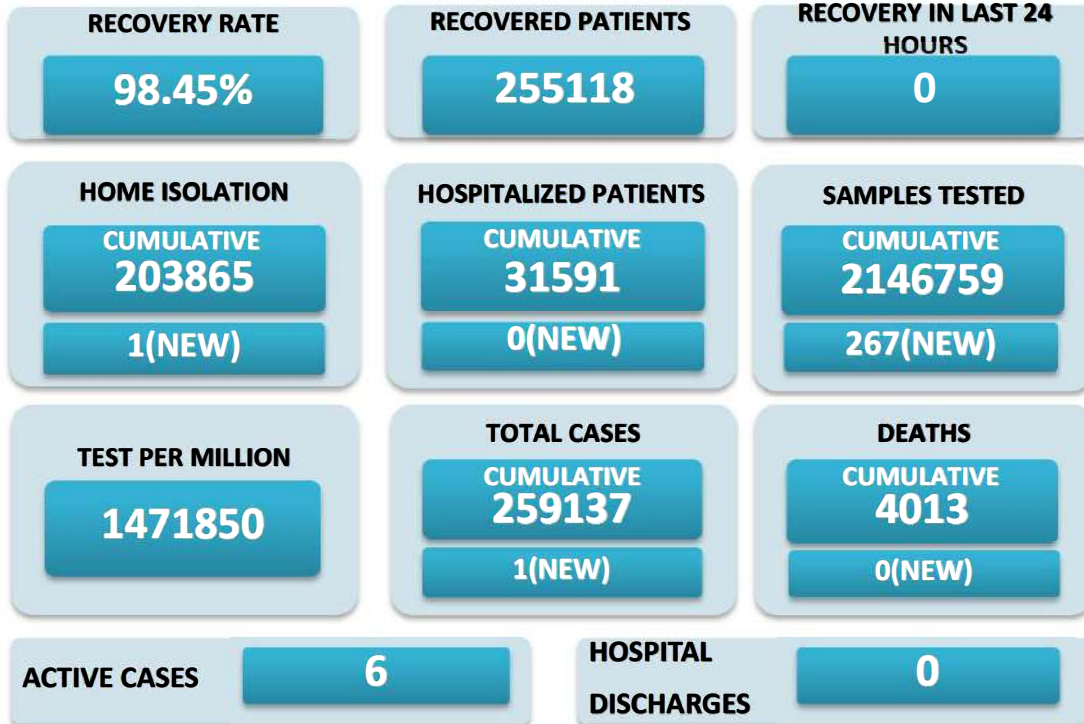 RECOVERY RATE
98.45%
RECOVERED PATIENTS
255118
RECOVERY IN LAST 24
HOURS
0
HOME ISOLATION
CUMULATIVE
203865
1(NEW)
HOSPITALIZED PATIENTS
CUMULATIVE
31591
0(NEW)
SAMPLES TESTED
CUMULATIVE
2146759
267(NEW)
TEST PER MILLION
1471850
TOTAL CASES
CUMULATIVE
259137
1(NEW)
DEATHS
CUMULATIVE
4013
0(NEW)
ACTIVE CASES
6
HOSPITAL
DISCHARGES
0